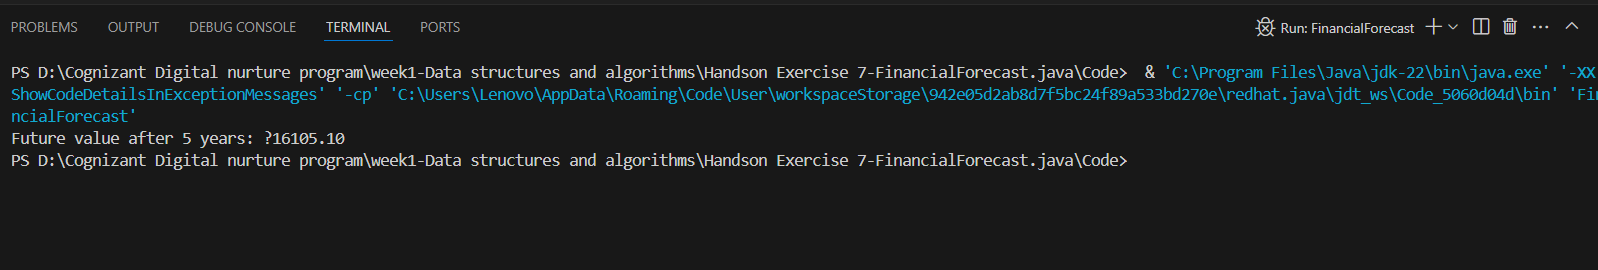 PROBLEMS OUTPUT DEBUG CONSOLE TERMINAL PORTS Run: FinancialForecast
PS D:\Cognizant Digital nurture program\week1-Data structures and algorithms\Handson Exercise 7-FinancialForecast.java\Code>  & 'C:\Program Files\Java\jdk-22\bin\java.exe' '-XX
ShowCodeDetailsInExceptionMessages' '-cp' 'C:\Users\Lenovo\AppData\Roaming\Code\User\workspaceStorage\942e05d2ab8d7f5bc24f89a533bd270e\redhat.java\jdt_ws\Code_5060d04d\bin' 'Fin
ncialForecast'
Future value after 5 years: ?16105.10
PS D:\Cognizant Digital nurture program\week1-Data structures and algorithms\Handson Exercise 7-FinancialForecast.java\Code>